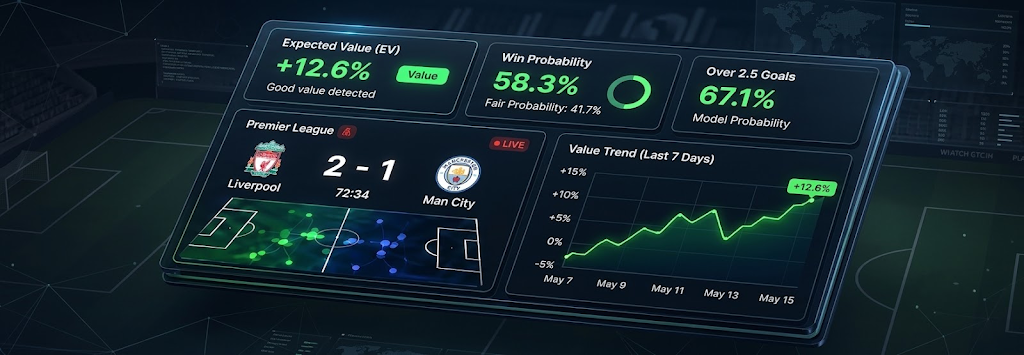 Expected Value (EV)
+12.6%
Value
Good value detected
Win Probability
58.3%
Fair Probability: 41.7%
Over 2.5 Goals
67.1%
Model Probability
Premier League
LIVE
Liverpool
2 - 1
72:34
MANCHESTER
CITY
Man City
Value Trend (Last 7 Days)
+12.6%
+15%
+10%
+5%
0%
-5%
May 7
May 9
May 11
May 13
May 15